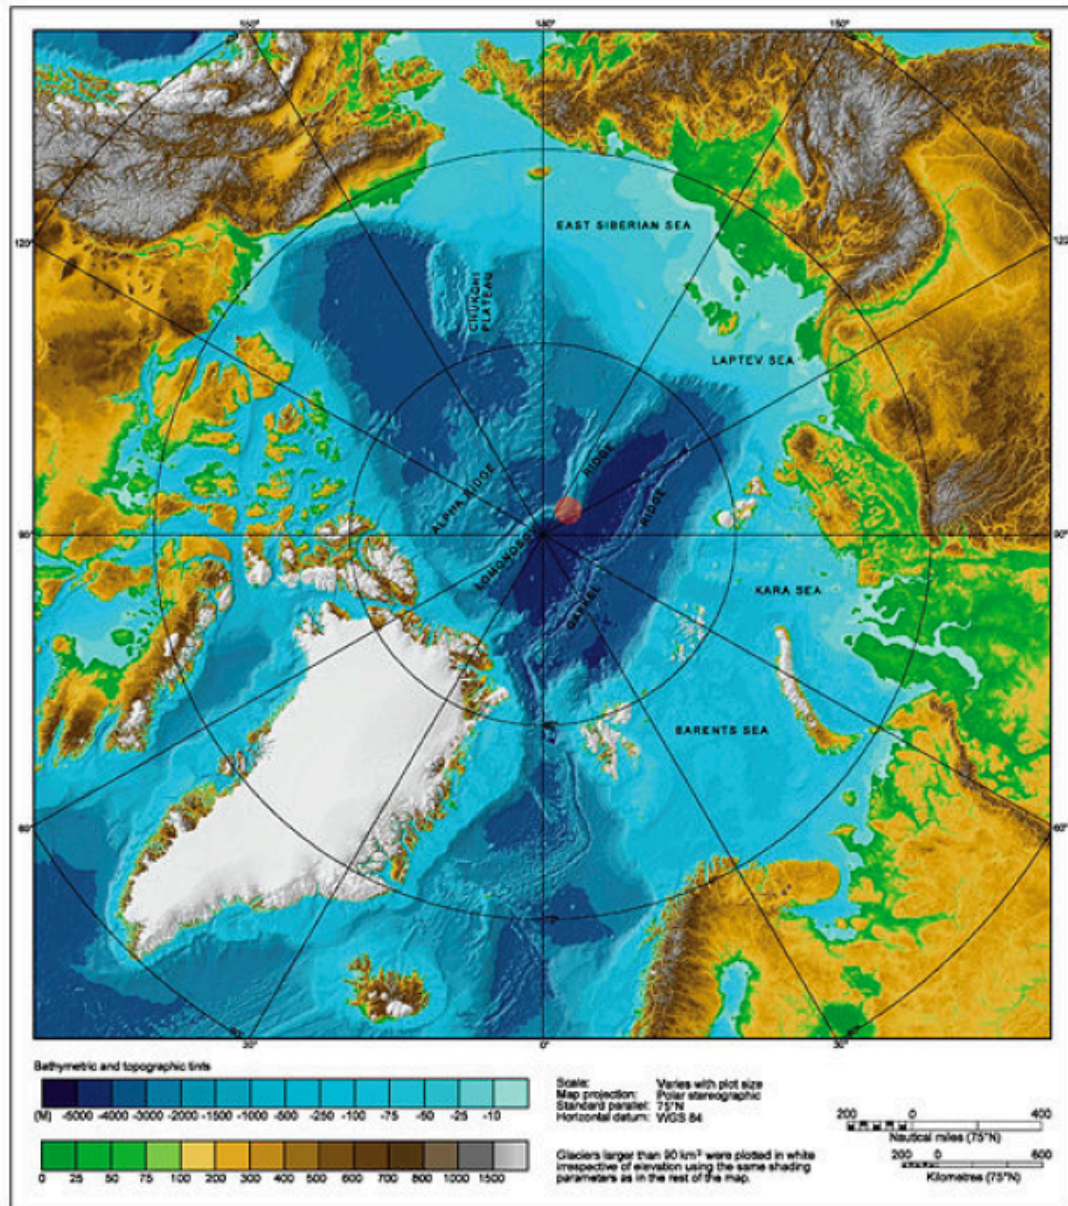 150°
180°
150°
120°
120°
EAST SIBERIAN SEA
CHUKCHI
PLATEAU
LAPTEV SEA
ALPHA RIDGE
RIDGE
RIDGE
90°
90°
LOMONOSOV
KARA SEA
GAKKEL
BARENTS SEA
60°
60°
30°
0°
30°
Bathymetric and topographic tints
(M) -5000 -4000 -3000 -2000 -1500 -1000 -500 -250 -100 -75 -50 -25 -10
0 25 50 75 100 200 300 400 500 600 700 800 1000 1500
Scale: Varies with plot size
Map projection: Polar stereographic
Standard parallel: 75°N
Horizontal datum: WGS 84
Glaciers larger than 90 km² were plotted in white
irrespective of elevation using the same shading
parameters as in the rest of the map.
200 0 400
Nautical miles (75°N)
200 0 600
Kilometres (75°N)